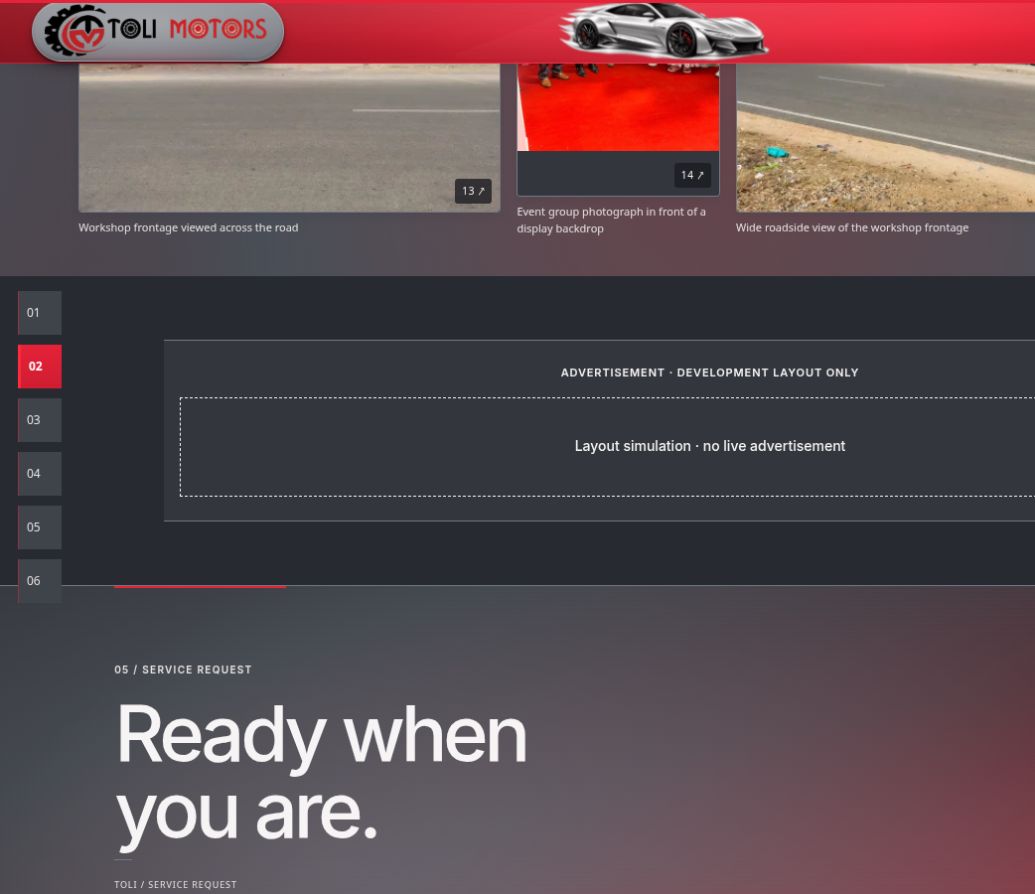 TOLI MOTORS
13 ↗
14 ↗
Workshop frontage viewed across the road
Event group photograph in front of a
display backdrop
Wide roadside view of the workshop frontage
01
02
03
04
05
06
ADVERTISEMENT · DEVELOPMENT LAYOUT ONLY
Layout simulation · no live advertisement
05 / SERVICE REQUEST
Ready when
you are.
TOLI / SERVICE REQUEST